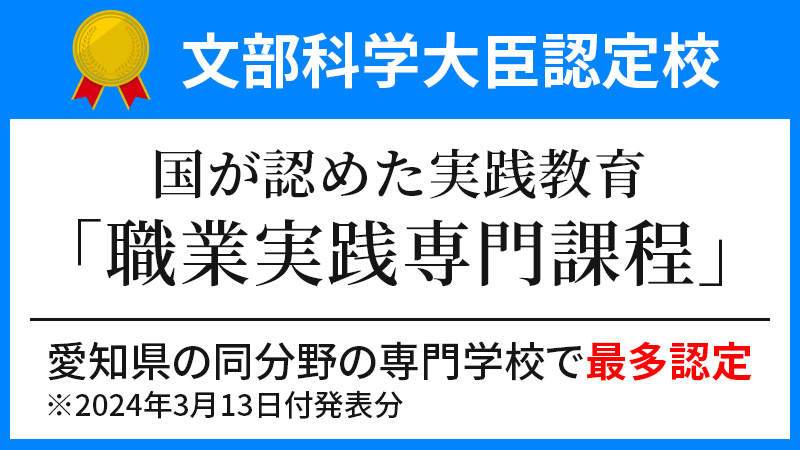 文部科学大臣認定校
国が認めた実践教育
「職業実践専門課程」
愛知県の同分野の専門学校で最多認定
※2024年3月13日付発表分